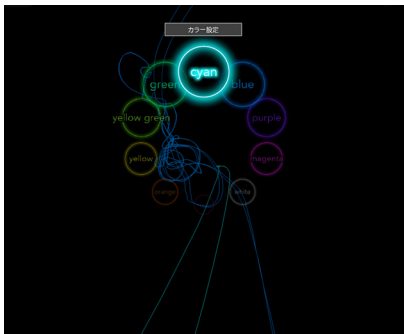 カラー設定
cyan
green
blue
yellow green
purple
yellow
magenta
orange
white